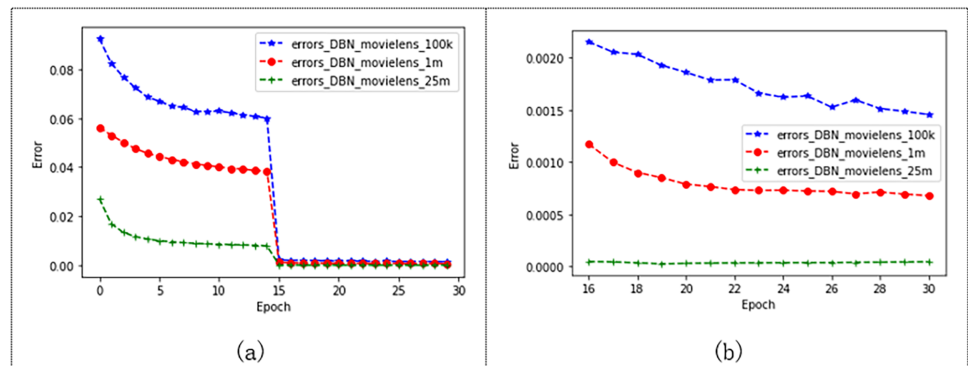 errors_DBN_movielens_100k
errors_DBN_movielens_1m
errors_DBN_movielens_25m
0.08
0.06
0.04
0.02
0.00
Error
0 5 10 15 20 25 30
Epoch
(a)
0.0020
0.0015
0.0010
0.0005
0.0000
Error
errors_DBN_movielens_100k
errors_DBN_movielens_1m
errors_DBN_movielens_25m
16 18 20 22 24 26 28 30
Epoch
(b)